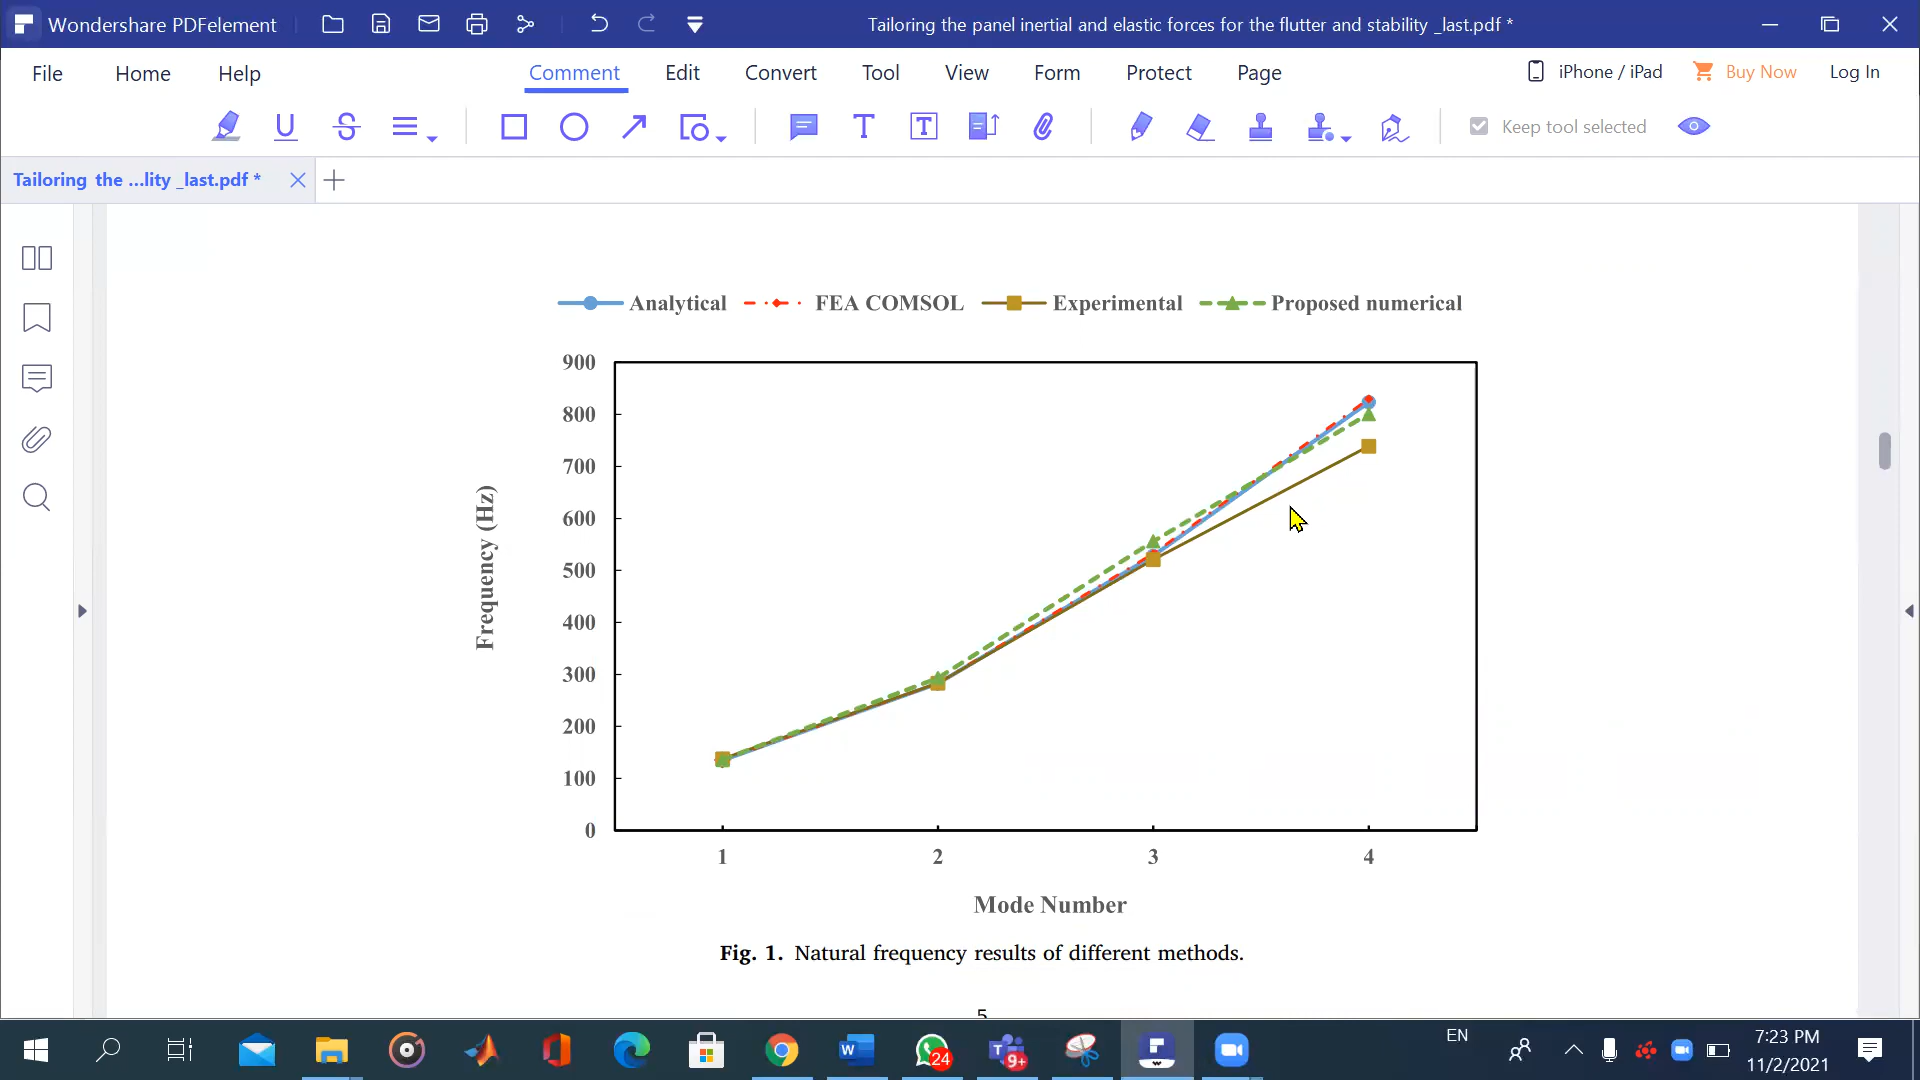 Wondershare PDFelement
Tailoring the panel inertial and elastic forces for the flutter and stability _last.pdf *
File Home Help Comment Edit Convert Tool View Form Protect Page iPhone / iPad Buy Now Log In
Keep tool selected
Tailoring the ...lity _last.pdf *
Analytical FEA COMSOL Experimental Proposed numerical
900
800
700
600
500
400
300
200
100
0
Frequency (Hz)
1 2 3 4
Mode Number
Fig. 1. Natural frequency results of different methods.
5
24
9+
EN
7:23 PM
11/2/2021